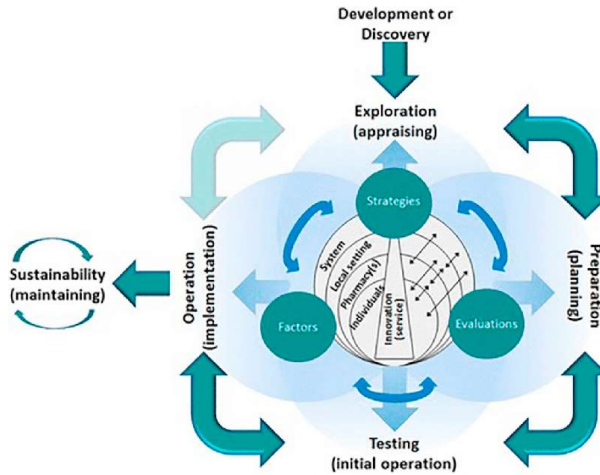 Development or
Discovery
Exploration
(appraising)
Strategies
System
Local setting
Pharmacy(s)
Individuals
Innovation
(service)
Factors
Evaluations
Operation
(implementation)
Preparation
(planning)
Sustainability
(maintaining)
Testing
(initial operation)